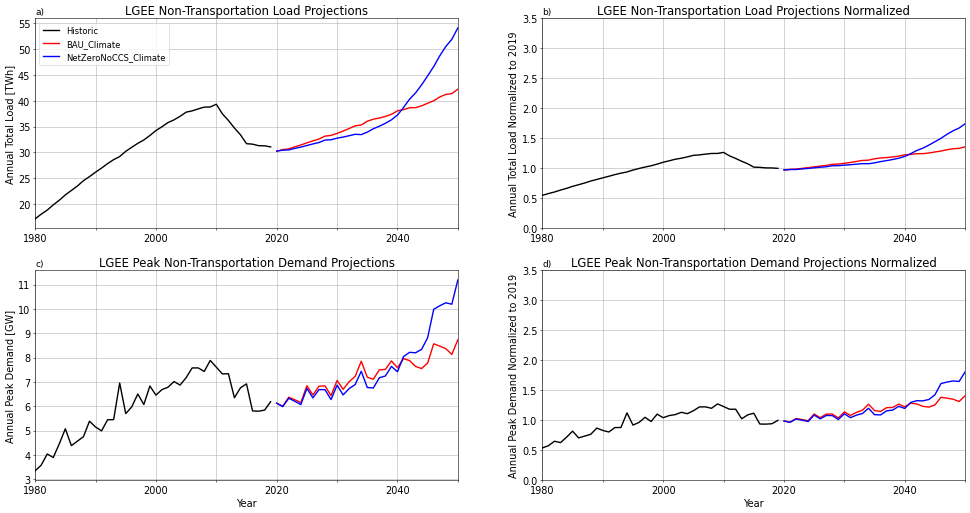 a)
LGEE Non-Transportation Load Projections
Historic
BAU_Climate
NetZeroNoCCS_Climate
Annual Total Load [TWh]
55
50
45
40
35
30
25
20
1980
2000
2020
2040
b)
LGEE Non-Transportation Load Projections Normalized
Annual Total Load Normalized to 2019
3.5
3.0
2.5
2.0
1.5
1.0
0.5
0.0
1980
2000
2020
2040
c)
LGEE Peak Non-Transportation Demand Projections
Annual Peak Demand [GW]
11
10
9
8
7
6
5
4
3
1980
2000
2020
2040
Year
d)
LGEE Peak Non-Transportation Demand Projections Normalized
Annual Peak Demand Normalized to 2019
3.5
3.0
2.5
2.0
1.5
1.0
0.5
0.0
1980
2000
2020
2040
Year